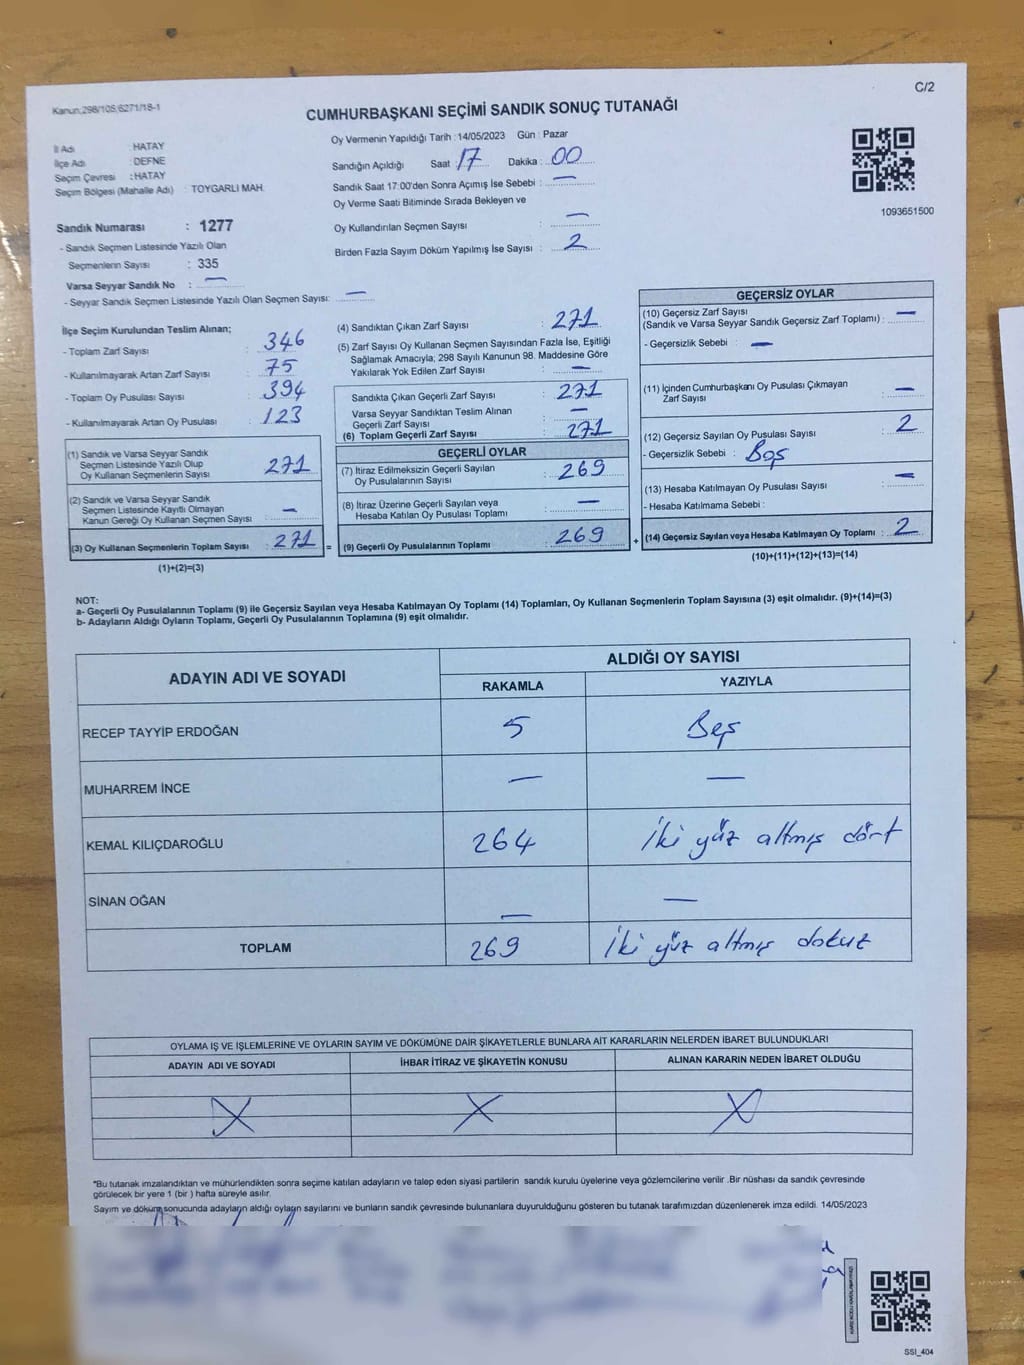 Kanun:298/105,6271/18-1
C/2
CUMHURBAŞKANI SEÇİMİ SANDIK SONUÇ TUTANAĞI
İl Adı : HATAY
İlçe Adı : DEFNE
Seçim Çevresi : HATAY
Seçim Bölgesi (Mahalle Adı) : TOYGARLI MAH.
Oy Vermenin Yapıldığı Tarih : 14/05/2023 Gün : Pazar
Sandığın Açıldığı Saat : 17 Dakika : 00
Sandık Saat 17:00'den Sonra Açımış İse Sebebi : —
Oy Verme Saati Bitiminde Sırada Bekleyen ve
Oy Kullandırılan Seçmen Sayısı : —
Birden Fazla Sayım Döküm Yapılmış İse Sayısı : 2
1093651500
Sandık Numarası : 1277
- Sandık Seçmen Listesinde Yazılı Olan
Seçmenlerin Sayısı : 335
Varsa Seyyar Sandık No : —
- Seyyar Sandık Seçmen Listesinde Yazılı Olan Seçmen Sayısı: —
İlçe Seçim Kurulundan Teslim Alınan;
- Toplam Zarf Sayısı : 346
- Kullanılmayarak Artan Zarf Sayısı : 75
- Toplam Oy Pusulası Sayısı : 394
- Kullanılmayarak Artan Oy Pusulası : 123
(1) Sandık ve Varsa Seyyar Sandık
Seçmen Listesinde Yazılı Olup
Oy Kullanan Seçmenlerin Sayısı : 271
(2) Sandık ve Varsa Seyyar Sandık
Seçmen Listesinde Kayıtlı Olmayan
Kanun Gereği Oy Kullanan Seçmen Sayısı : —
(3) Oy Kullanan Seçmenlerin Toplam Sayısı : 271 =
(1)+(2)=(3)
(4) Sandıktan Çıkan Zarf Sayısı : 271
(5) Zarf Sayısı Oy Kullanan Seçmen Sayısından Fazla İse, Eşitliği
Sağlamak Amacıyla; 298 Sayılı Kanunun 98. Maddesine Göre
Yakılarak Yok Edilen Zarf Sayısı : —
Sandıkta Çıkan Geçerli Zarf Sayısı : 271
Varsa Seyyar Sandıktan Teslim Alınan
Geçerli Zarf Sayısı : —
(6) Toplam Geçerli Zarf Sayısı : 271
GEÇERLİ OYLAR
(7) İtiraz Edilmeksizin Geçerli Sayılan
Oy Pusulalarının Sayısı : 269
(8) İtiraz Üzerine Geçerli Sayılan veya
Hesaba Katılan Oy Pusulası Toplamı : —
(9) Geçerli Oy Pusulalarının Toplamı : 269 +
GEÇERSİZ OYLAR
(10) Geçersiz Zarf Sayısı
(Sandık ve Varsa Seyyar Sandık Geçersiz Zarf Toplamı) : —
- Geçersizlik Sebebi : —
(11) İçinden Cumhurbaşkanı Oy Pusulası Çıkmayan
Zarf Sayısı : —
(12) Geçersiz Sayılan Oy Pusulası Sayısı : 2
- Geçersizlik Sebebi : Boş
(13) Hesaba Katılmayan Oy Pusulası Sayısı : —
- Hesaba Katılmama Sebebi :
(14) Geçersiz Sayılan veya Hesaba Katılmayan Oy Toplamı : 2
(10)+(11)+(12)+(13)=(14)
NOT:
a- Geçerli Oy Pusulalarının Toplamı (9) ile Geçersiz Sayılan veya Hesaba Katılmayan Oy Toplamı (14) Toplamları, Oy Kullanan Seçmenlerin Toplam Sayısına (3) eşit olmalıdır. (9)+(14)=(3)
b- Adayların Aldığı Oyların Toplamı, Geçerli Oy Pusulalarının Toplamına (9) eşit olmalıdır.
ADAYIN ADI VE SOYADI
ALDIĞI OY SAYISI
RAKAMLA YAZIYLA
RECEP TAYYİP ERDOĞAN 5 Beş
MUHARREM İNCE — —
KEMAL KILIÇDAROĞLU 264 İki yüz altmış dört
SİNAN OĞAN — —
TOPLAM 269 İki yüz altmış dokuz
OYLAMA İŞ VE İŞLEMLERİNE VE OYLARIN SAYIM VE DÖKÜMÜNE DAİR ŞİKAYETLERLE BUNLARA AİT KARARLARIN NELERDEN İBARET BULUNDUKLARI
ADAYIN ADI VE SOYADI İHBAR İTİRAZ VE ŞİKAYETİN KONUSU ALINAN KARARIN NEDEN İBARET OLDUĞU
X X X
*Bu tutanak imzalandıktan ve mühürlendikten sonra seçime katılan adayların ve talep eden siyasi partilerin sandık kurulu üyelerine veya gözlemcilerine verilir .Bir nüshası da sandık çevresinde
görülecek bir yere 1 (bir ) hafta süreyle asılır.
Sayım ve döküm sonucunda adayların aldığı oyların sayılarını ve bunların sandık çevresinde bulunanlara duyurulduğunu gösteren bu tutanak tarafımızdan düzenlenerek imza edildi. 14/05/2023
SSI_404